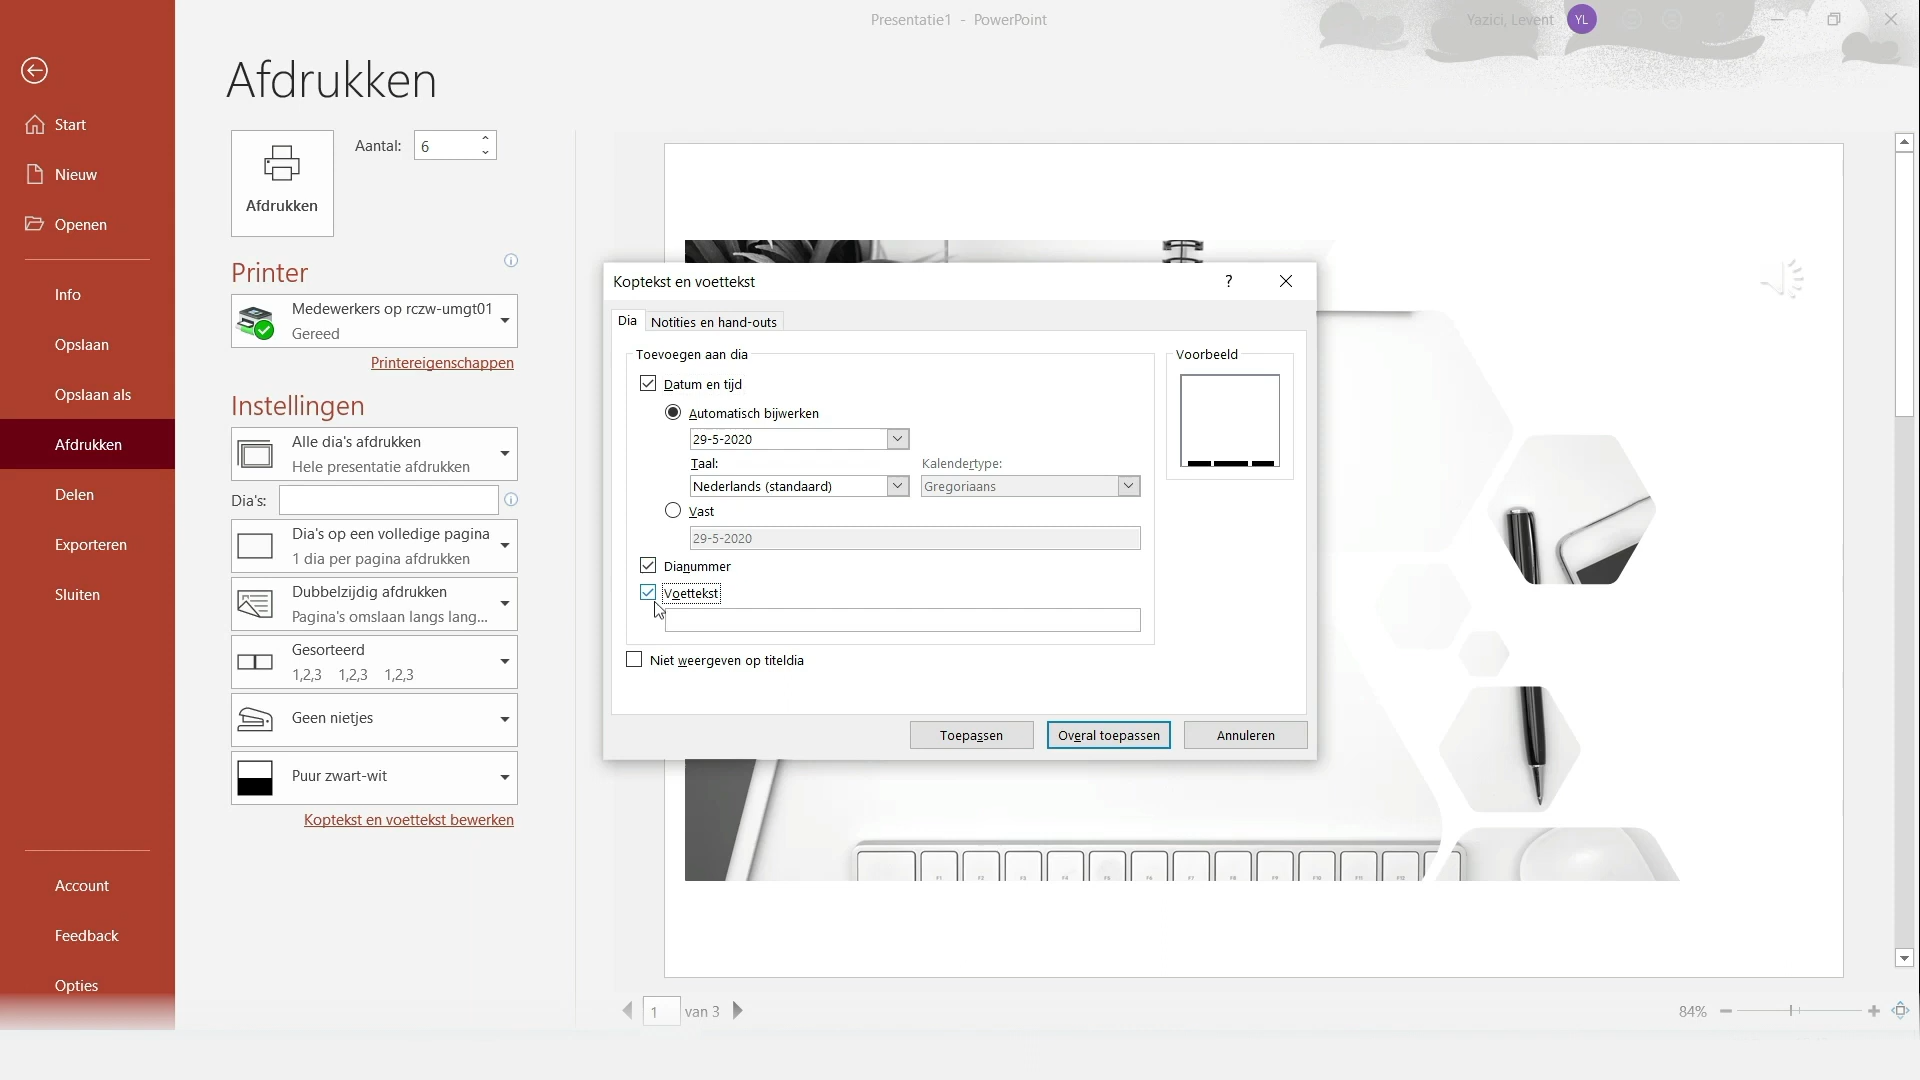 Presentatie1 - PowerPoint
Yazici, Levent
YL
Afdrukken
Start
Nieuw
Openen
Info
Opslaan
Opslaan als
Afdrukken
Delen
Exporteren
Sluiten
Account
Feedback
Opties
Afdrukken
Aantal: 6
Printer
Medewerkers op rczw-umgt01
Gereed
Printereigenschappen
Instellingen
Alle dia's afdrukken
Hele presentatie afdrukken
Dia's:
Dia's op een volledige pagina
1 dia per pagina afdrukken
Dubbelzijdig afdrukken
Pagina's omslaan langs lang...
Gesorteerd
1,2,3 1,2,3 1,2,3
Geen nietjes
Puur zwart-wit
Koptekst en voettekst bewerken
Koptekst en voettekst
?
Dia
Notities en hand-outs
Toevoegen aan dia
Datum en tijd
Automatisch bijwerken
29-5-2020
Taal:
Kalendertype:
Nederlands (standaard)
Gregoriaans
Vast
29-5-2020
Dianummer
Voettekst
Niet weergeven op titeldia
Voorbeeld
Toepassen
Overal toepassen
Annuleren
1 van 3
84%